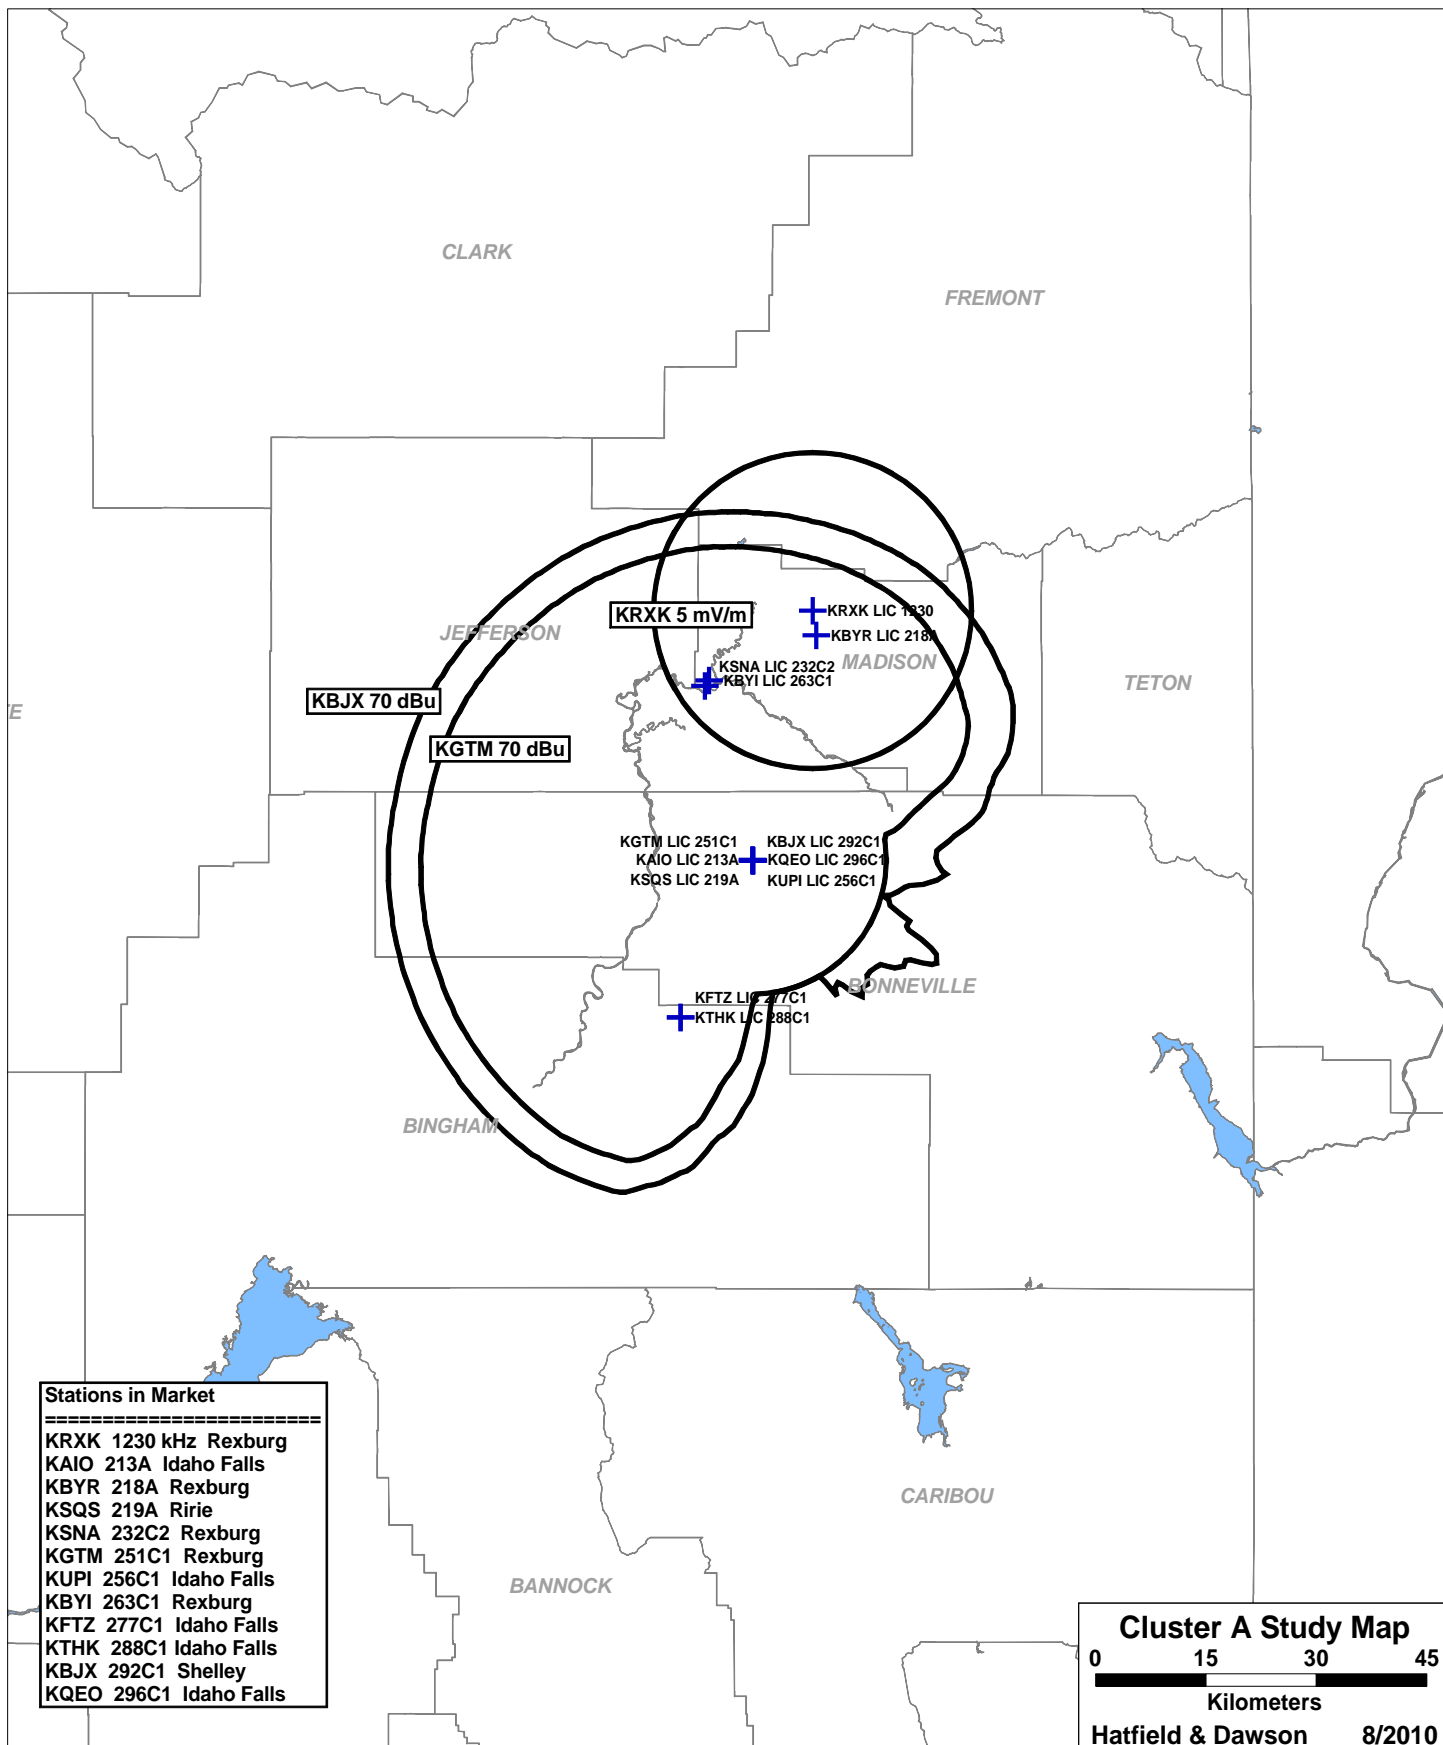 CLARK
FREMONT
KRXK 5 mV/m
KRXK LIC 1230
KBYR LIC 218A
JEFFERSON
MADISON
KSNA LIC 232C2
KBYI LIC 263C1
TETON
KBJX 70 dBu
KGTM 70 dBu
KGTM LIC 251C1
KBJX LIC 292C1
KAIO LIC 213A
KQEO LIC 296C1
KSQS LIC 219A
KUPI LIC 256C1
BONNEVILLE
KFTZ LIC 277C1
KTHK LIC 288C1
BINGHAM
CARIBOU
BANNOCK
Stations in Market
========================
KRXK 1230 kHz Rexburg
KAIO 213A Idaho Falls
KBYR 218A Rexburg
KSQS 219A Ririe
KSNA 232C2 Rexburg
KGTM 251C1 Rexburg
KUPI 256C1 Idaho Falls
KBYI 263C1 Rexburg
KFTZ 277C1 Idaho Falls
KTHK 288C1 Idaho Falls
KBJX 292C1 Shelley
KQEO 296C1 Idaho Falls
Cluster A Study Map
0 15 30 45
Kilometers
Hatfield & Dawson 8/2010